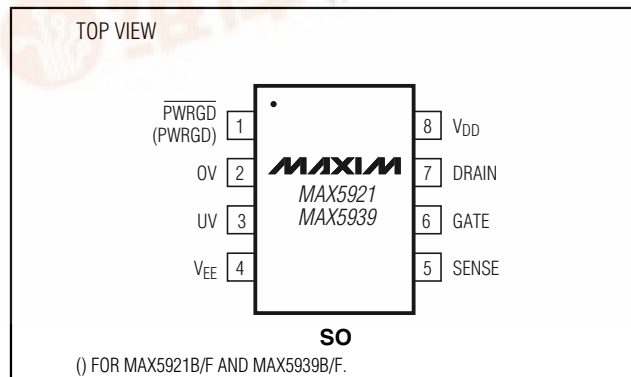 TOP VIEW
PWRGD
(PWRGD)
1
OV
2
UV
3
VEE
4
MAXIM
MAX5921
MAX5939
8
VDD
7
DRAIN
6
GATE
5
SENSE
SO
() FOR MAX5921B/F AND MAX5939B/F.